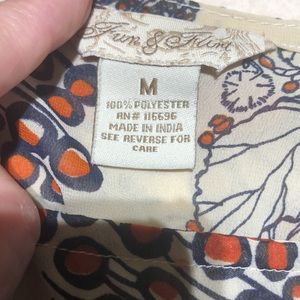 Fun & Flirt
M
100% POLYESTER
RN# 116696
MADE IN INDIA
SEE REVERSE FOR
CARE